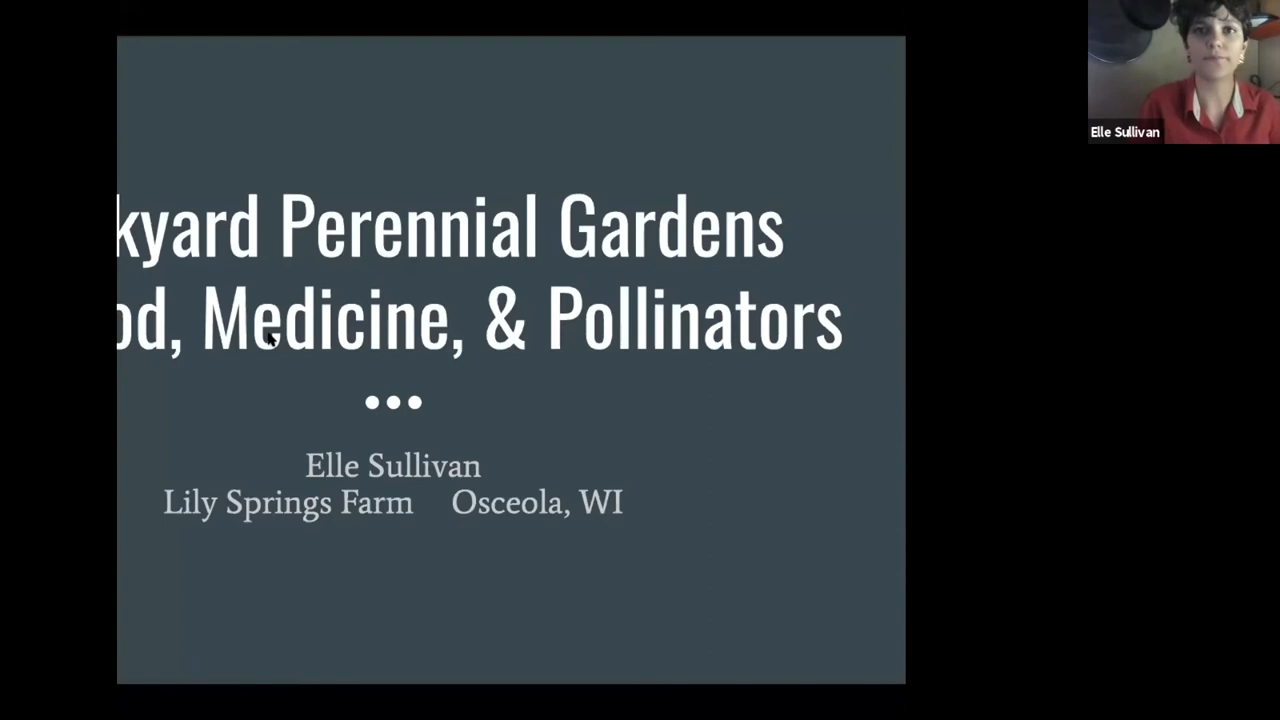 kyard Perennial Gardens
od, Medicine, & Pollinators
Elle Sullivan
Lily Springs Farm Osceola, WI
Elle Sullivan